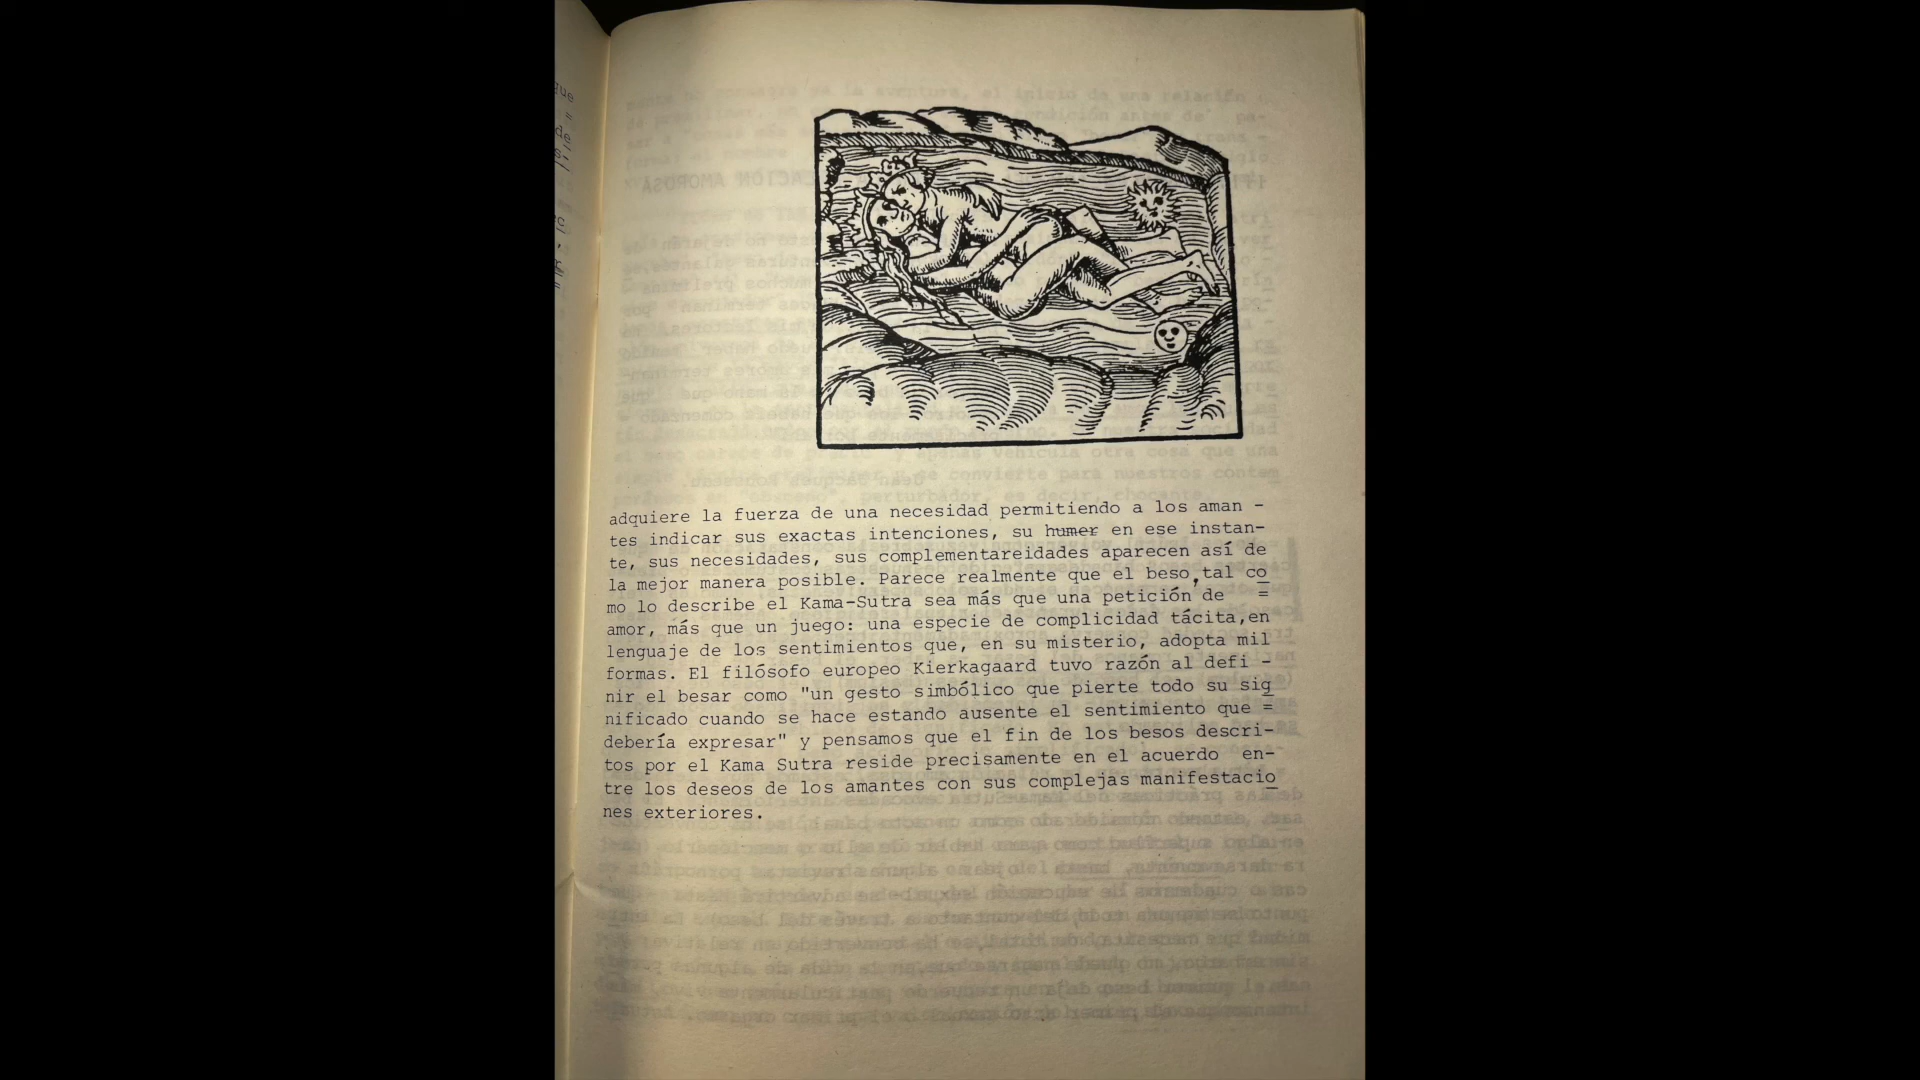 que
=
de
adquiere la fuerza de una necesidad permitiendo a los aman -
tes indicar sus exactas intenciones, su humer en ese instan-
te, sus necesidades, sus complementareidades aparecen así de
la mejor manera posible. Parece realmente que el beso,tal co
mo lo describe el Kama-Sutra sea más que una petición de =
amor, más que un juego: una especie de complicidad tácita,en
lenguaje de los sentimientos que, en su misterio, adopta mil
formas. El filósofo europeo Kierkagaard tuvo razón al defi -
nir el besar como "un gesto simbólico que pierte todo su sig
nificado cuando se hace estando ausente el sentimiento que =
debería expresar" y pensamos que el fin de los besos descri-
tos por el Kama Sutra reside precisamente en el acuerdo en-
tre los deseos de los amantes con sus complejas manifestacio
nes exteriores.